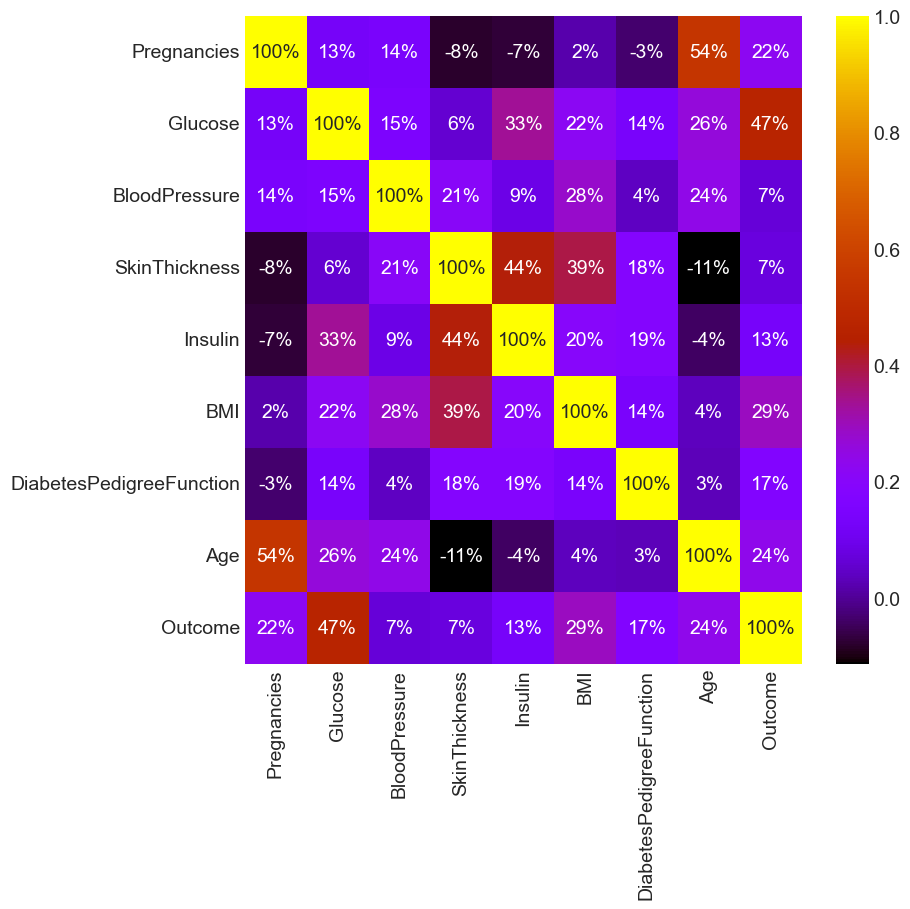 1.0
Pregnancies 100% 13% 14% -8% -7% 2% -3% 54% 22%
Glucose 13% 100% 15% 6% 33% 22% 14% 26% 47%
0.8
BloodPressure 14% 15% 100% 21% 9% 28% 4% 24% 7%
0.6
SkinThickness -8% 6% 21% 100% 44% 39% 18% -11% 7%
Insulin -7% 33% 9% 44% 100% 20% 19% -4% 13%
0.4
BMI 2% 22% 28% 39% 20% 100% 14% 4% 29%
0.2
DiabetesPedigreeFunction -3% 14% 4% 18% 19% 14% 100% 3% 17%
Age 54% 26% 24% -11% -4% 4% 3% 100% 24%
0.0
Outcome 22% 47% 7% 7% 13% 29% 17% 24% 100%
Pregnancies
Glucose
BloodPressure
SkinThickness
Insulin
BMI
DiabetesPedigreeFunction
Age
Outcome